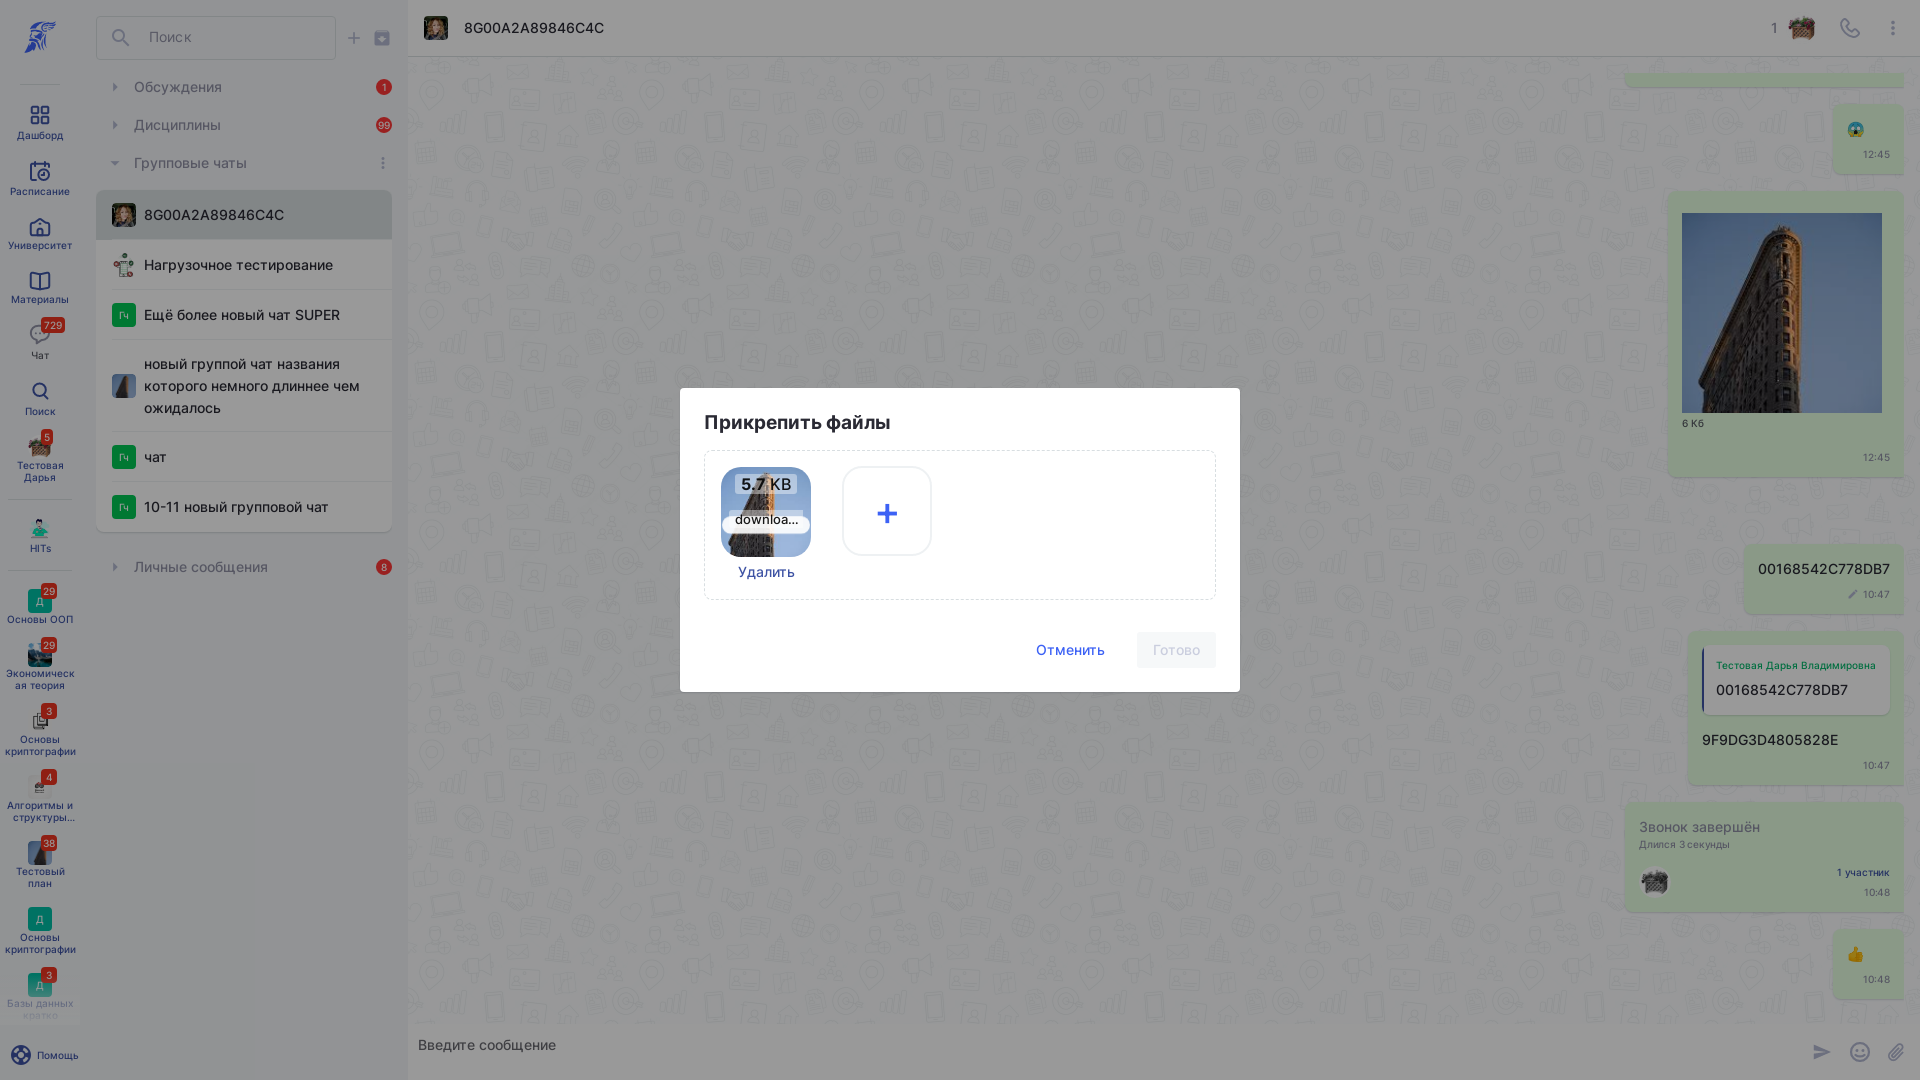 Дашборд
Расписание
Университет
Материалы
729
Чат
Поиск
5
Тестовая
Дарья
HITs
29
Д
Основы ООП
29
Экономическ
ая теория
3
Основы
криптографии
4
Алгоритмы и
структуры...
38
Тестовый
план
Д
Основы
криптографии
3
Д
Базы данных
кратко
Помощь
Поиск
Обсуждения
1
Дисциплины
99
Групповые чаты
8G00A2A89846C4C
Нагрузочное тестирование
Гч
Ещё более новый чат SUPER
новый группой чат названия
которого немного длиннее чем
ожидалось
Гч
чат
Гч
10-11 новый групповой чат
Личные сообщения
8
8G00A2A89846C4C
1
12:45
6 Кб
12:45
00168542C778DB7
10:47
Тестовая Дарья Владимировна
00168542C778DB7
9F9DG3D4805828E
10:47
Звонок завершён
Длился 3 секунды
1 участник
10:48
10:48
Введите сообщение
Прикрепить файлы
5.7 KB
downloa...
Удалить
Отменить
Готово